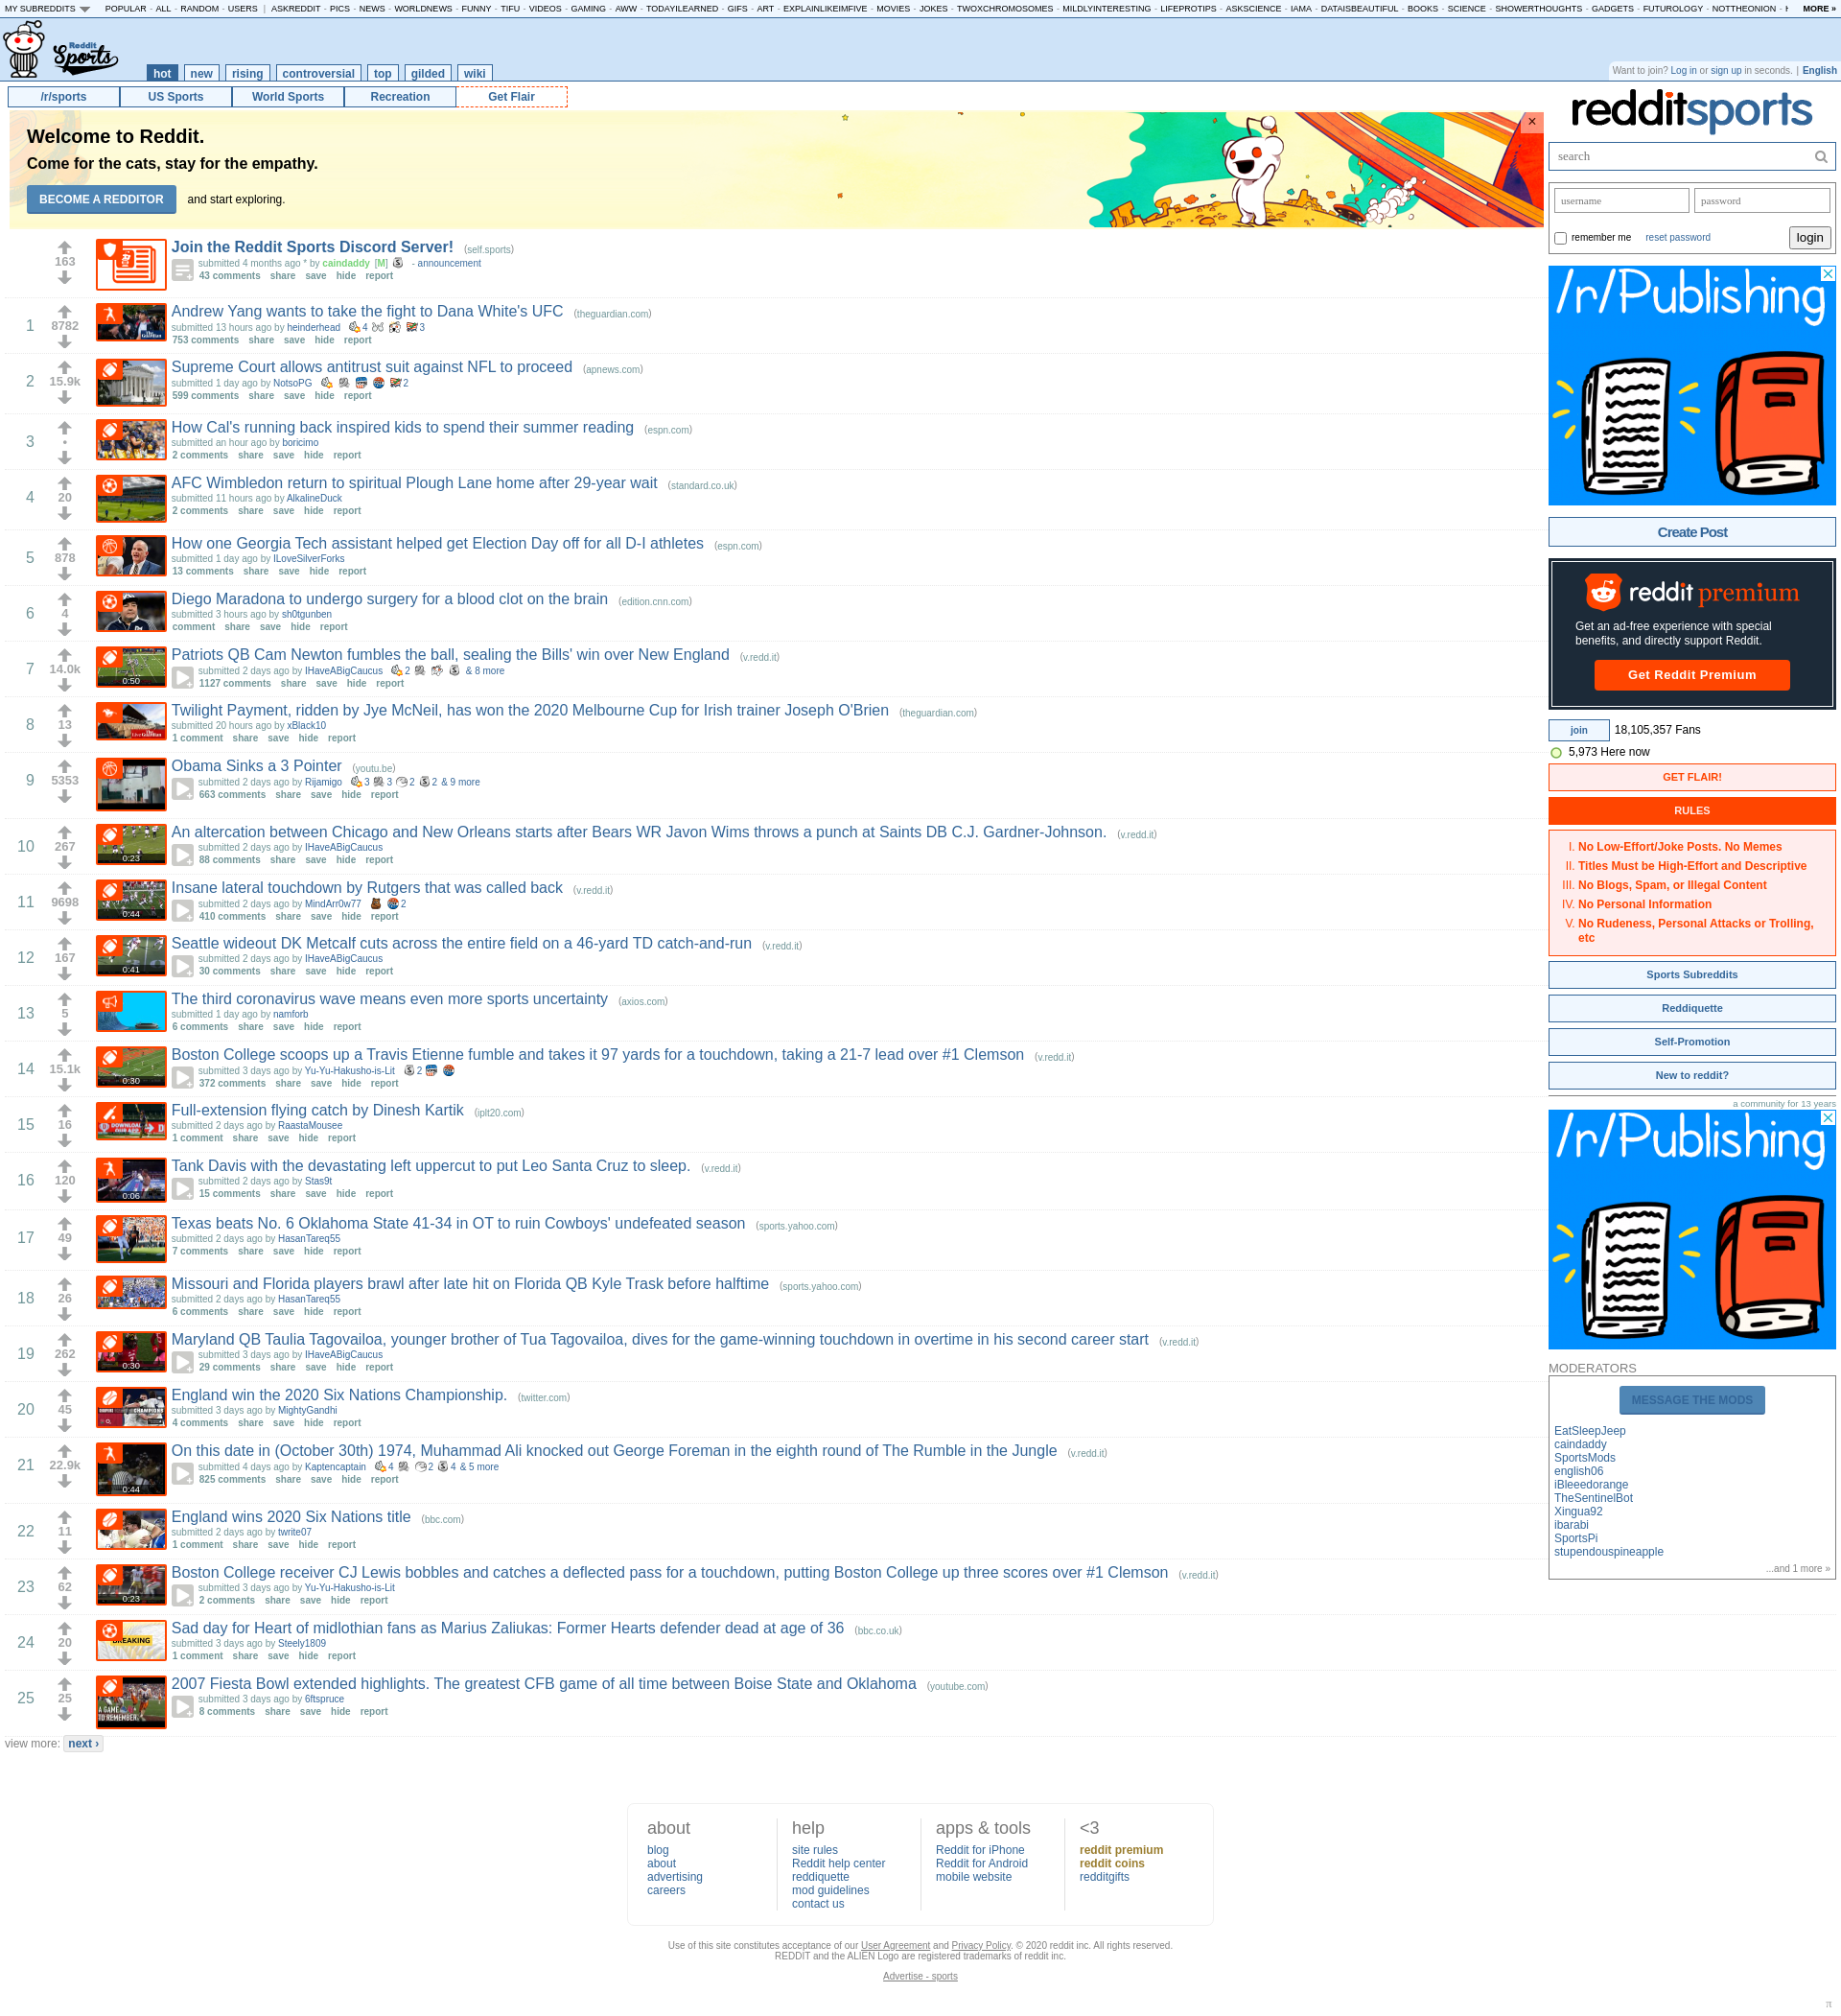 MY SUBREDDITS POPULAR - ALL - RANDOM - USERS | ASKREDDIT - PICS - NEWS - WORLDNEWS - FUNNY - TIFU - VIDEOS - GAMING - AWW - TODAYILEARNED - GIFS - ART - EXPLAINLIKEIMFIVE - MOVIES - JOKES - TWOXCHROMOSOMES - MILDLYINTERESTING - LIFEPROTIPS - ASKSCIENCE - IAMA - DATAISBEAUTIFUL - BOOKS - SCIENCE - SHOWERTHOUGHTS - GADGETS - FUTUROLOGY - NOTTHEONION - MORE »
Reddit Sports
hot new rising controversial top gilded wiki
Want to join? Log in or sign up in seconds. | English
/r/sports US Sports World Sports Recreation Get Flair
Welcome to Reddit.
Come for the cats, stay for the empathy.
BECOME A REDDITOR and start exploring.
×
163
Join the Reddit Sports Discord Server! (self.sports)
submitted 4 months ago * by caindaddy [M] - announcement
43 comments share save hide report
1
8782
Andrew Yang wants to take the fight to Dana White's UFC (theguardian.com)
submitted 13 hours ago by heinderhead 4 3
753 comments share save hide report
2
15.9k
Supreme Court allows antitrust suit against NFL to proceed (apnews.com)
submitted 1 day ago by NotsoPG 2
599 comments share save hide report
3
•
How Cal's running back inspired kids to spend their summer reading (espn.com)
submitted an hour ago by boricimo
2 comments share save hide report
4
20
AFC Wimbledon return to spiritual Plough Lane home after 29-year wait (standard.co.uk)
submitted 11 hours ago by AlkalineDuck
2 comments share save hide report
5
878
How one Georgia Tech assistant helped get Election Day off for all D-I athletes (espn.com)
submitted 1 day ago by ILoveSilverForks
13 comments share save hide report
6
4
Diego Maradona to undergo surgery for a blood clot on the brain (edition.cnn.com)
submitted 3 hours ago by sh0tgunben
comment share save hide report
7
14.0k
0:50
Patriots QB Cam Newton fumbles the ball, sealing the Bills' win over New England (v.redd.it)
submitted 2 days ago by IHaveABigCaucus 2 & 8 more
1127 comments share save hide report
8
13
Twilight Payment, ridden by Jye McNeil, has won the 2020 Melbourne Cup for Irish trainer Joseph O'Brien (theguardian.com)
submitted 20 hours ago by xBlack10
1 comment share save hide report
9
5353
Obama Sinks a 3 Pointer (youtu.be)
submitted 2 days ago by Rijamigo 3 3 2 2 & 9 more
663 comments share save hide report
10
267
0:23
An altercation between Chicago and New Orleans starts after Bears WR Javon Wims throws a punch at Saints DB C.J. Gardner-Johnson. (v.redd.it)
submitted 2 days ago by IHaveABigCaucus
88 comments share save hide report
11
9698
0:44
Insane lateral touchdown by Rutgers that was called back (v.redd.it)
submitted 2 days ago by MindArr0w77 2
410 comments share save hide report
12
167
0:41
Seattle wideout DK Metcalf cuts across the entire field on a 46-yard TD catch-and-run (v.redd.it)
submitted 2 days ago by IHaveABigCaucus
30 comments share save hide report
13
5
The third coronavirus wave means even more sports uncertainty (axios.com)
submitted 1 day ago by namforb
6 comments share save hide report
14
15.1k
0:30
Boston College scoops up a Travis Etienne fumble and takes it 97 yards for a touchdown, taking a 21-7 lead over #1 Clemson (v.redd.it)
submitted 3 days ago by Yu-Yu-Hakusho-is-Lit 2
372 comments share save hide report
15
16
Full-extension flying catch by Dinesh Kartik (iplt20.com)
submitted 2 days ago by RaastaMousee
1 comment share save hide report
16
120
0:06
Tank Davis with the devastating left uppercut to put Leo Santa Cruz to sleep. (v.redd.it)
submitted 2 days ago by Stas9t
15 comments share save hide report
17
49
Texas beats No. 6 Oklahoma State 41-34 in OT to ruin Cowboys' undefeated season (sports.yahoo.com)
submitted 2 days ago by HasanTareq55
7 comments share save hide report
18
26
Missouri and Florida players brawl after late hit on Florida QB Kyle Trask before halftime (sports.yahoo.com)
submitted 2 days ago by HasanTareq55
6 comments share save hide report
19
262
0:30
Maryland QB Taulia Tagovailoa, younger brother of Tua Tagovailoa, dives for the game-winning touchdown in overtime in his second career start (v.redd.it)
submitted 3 days ago by IHaveABigCaucus
29 comments share save hide report
20
45
England win the 2020 Six Nations Championship. (twitter.com)
submitted 3 days ago by MightyGandhi
4 comments share save hide report
21
22.9k
0:44
On this date in (October 30th) 1974, Muhammad Ali knocked out George Foreman in the eighth round of The Rumble in the Jungle (v.redd.it)
submitted 4 days ago by Kaptencaptain 4 2 4 & 5 more
825 comments share save hide report
22
11
England wins 2020 Six Nations title (bbc.com)
submitted 2 days ago by twrite07
1 comment share save hide report
23
62
0:23
Boston College receiver CJ Lewis bobbles and catches a deflected pass for a touchdown, putting Boston College up three scores over #1 Clemson (v.redd.it)
submitted 3 days ago by Yu-Yu-Hakusho-is-Lit
2 comments share save hide report
24
20
BREAKING
Sad day for Heart of midlothian fans as Marius Zaliukas: Former Hearts defender dead at age of 36 (bbc.co.uk)
submitted 3 days ago by Steely1809
1 comment share save hide report
25
25
A GAME TO REMEMBER
2007 Fiesta Bowl extended highlights. The greatest CFB game of all time between Boise State and Oklahoma (youtube.com)
submitted 3 days ago by 6ftspruce
8 comments share save hide report
view more: next ›
redditsports
search
username password
remember me reset password login
/r/Publishing
Create Post
reddit premium
Get an ad-free experience with special
benefits, and directly support Reddit.
Get Reddit Premium
join 18,105,357 Fans
5,973 Here now
GET FLAIR!
RULES
I. No Low-Effort/Joke Posts. No Memes
II. Titles Must be High-Effort and Descriptive
III. No Blogs, Spam, or Illegal Content
IV. No Personal Information
V. No Rudeness, Personal Attacks or Trolling,
etc
Sports Subreddits
Reddiquette
Self-Promotion
New to reddit?
a community for 13 years
/r/Publishing
MODERATORS
MESSAGE THE MODS
EatSleepJeep
caindaddy
SportsMods
english06
iBleeedorange
TheSentinelBot
Xingua92
ibarabi
SportsPi
stupendouspineapple
...and 1 more »
about
blog
about
advertising
careers
help
site rules
Reddit help center
reddiquette
mod guidelines
contact us
apps & tools
Reddit for iPhone
Reddit for Android
mobile website
<3
reddit premium
reddit coins
redditgifts
Use of this site constitutes acceptance of our User Agreement and Privacy Policy. © 2020 reddit inc. All rights reserved.
REDDIT and the ALIEN Logo are registered trademarks of reddit inc.
Advertise - sports
π